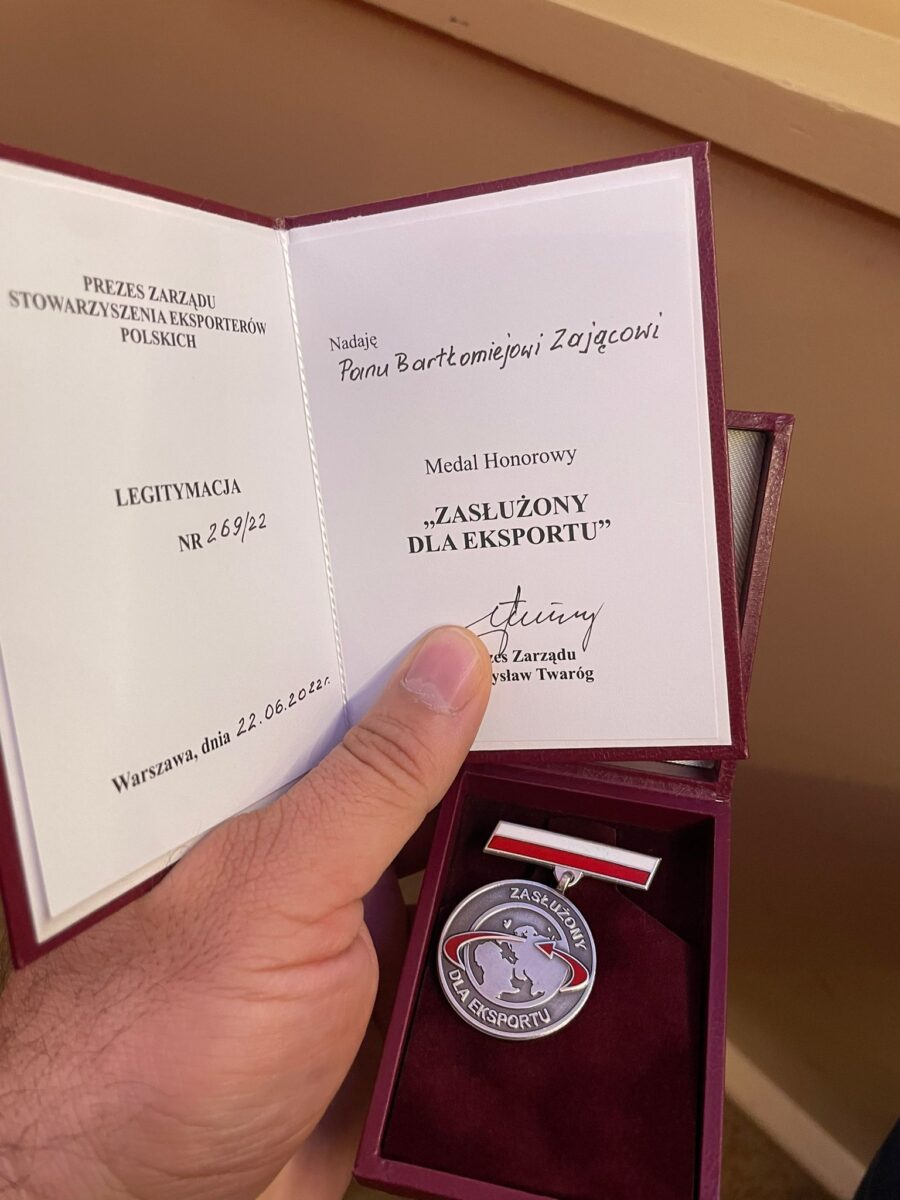 PREZES ZARZĄDU
STOWARZYSZENIA EKSPORTERÓW
POLSKICH
LEGITYMACJA
NR 269/22
Warszawa, dnia 22.06.2022r.
Nadaję
Panu Bartłomiejowi Zającowi
Medal Honorowy
„ZASŁUŻONY
DLA EKSPORTU”
Zarządu
Twaróg
ZASŁUŻONY
DLA EKSPORTU